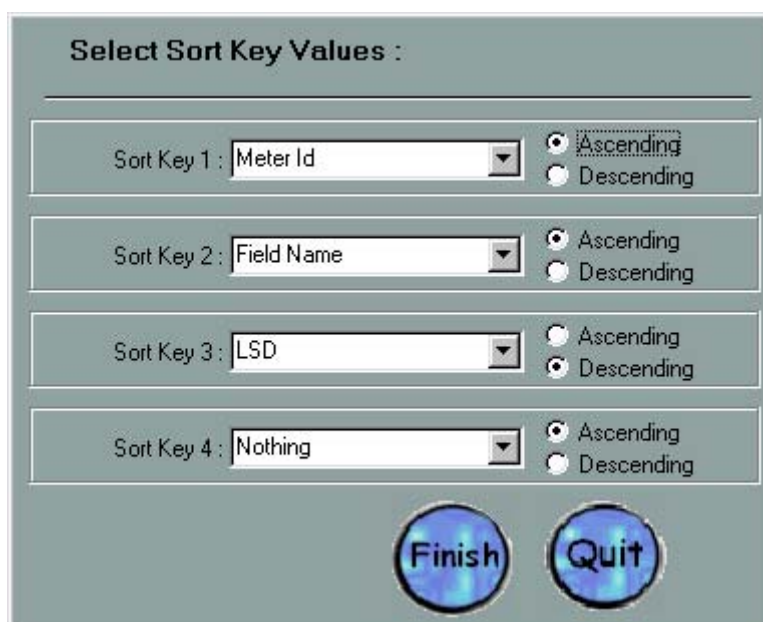 Select Sort Key Values :
Sort Key 1 : Meter Id
Ascending
Descending
Sort Key 2 : Field Name
Ascending
Descending
Sort Key 3 : LSD
Ascending
Descending
Sort Key 4 : Nothing
Ascending
Descending
Finish
Quit